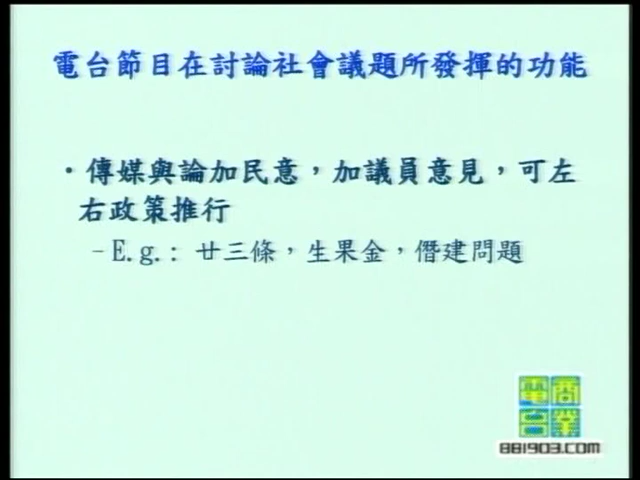 電台節目在討論社會議題所發揮的功能
·傳媒與論加民意，加議員意見，可左
右政策推行
–E.g.: 廿三條，生果金，僭建問題
電商
台業
881903.COM